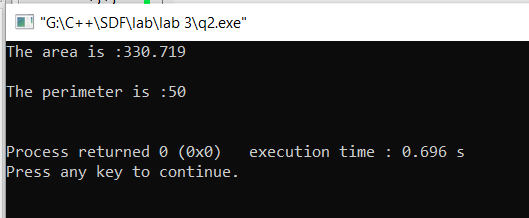 "G:\C++\SDF\lab\lab 3\q2.exe"
The area is :330.719
The perimeter is :50
Process returned 0 (0x0)   execution time : 0.696 s
Press any key to continue.